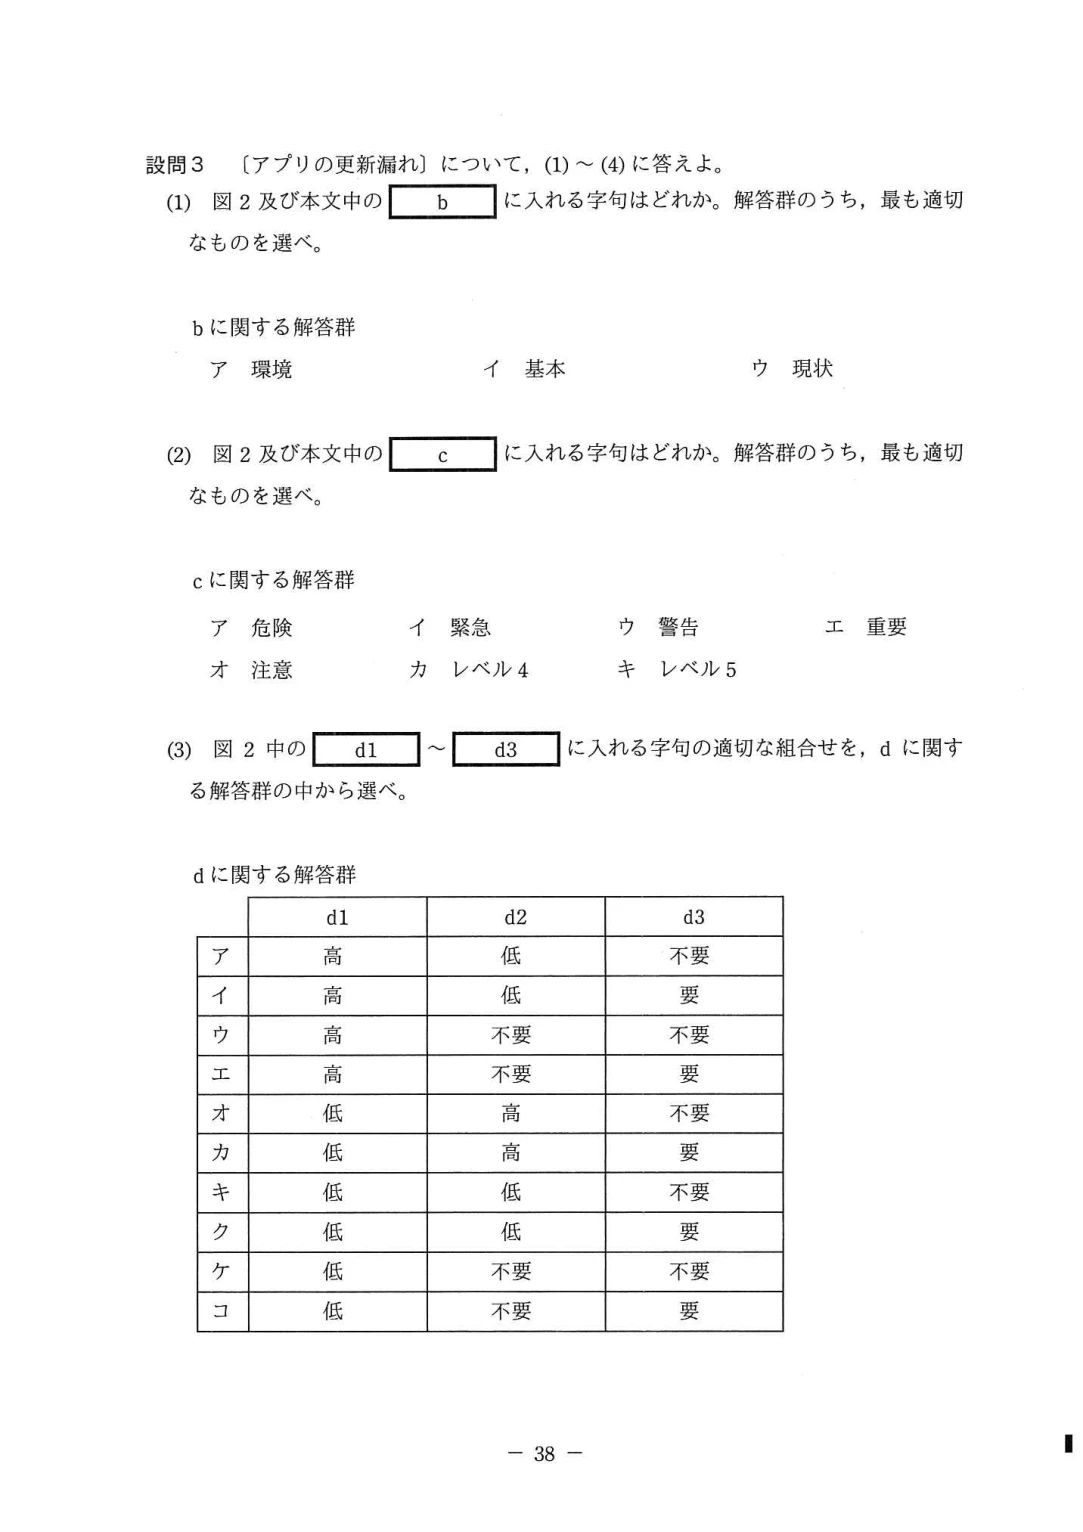 設問3 〔アプリの更新漏れ〕について，(1)～(4)に答えよ。
(1) 図2及び本文中の b に入れる字句はどれか。解答群のうち，最も適切
なものを選べ。
bに関する解答群
ア 環境 イ 基本 ウ 現状
(2) 図2及び本文中の c に入れる字句はどれか。解答群のうち，最も適切
なものを選べ。
cに関する解答群
ア 危険 イ 緊急 ウ 警告 エ 重要
オ 注意 カ レベル4 キ レベル5
(3) 図2中の d1 ～ d3 に入れる字句の適切な組合せを，dに関す
る解答群の中から選べ。
dに関する解答群
d1 d2 d3
ア 高 低 不要
イ 高 低 要
ウ 高 不要 不要
エ 高 不要 要
オ 低 高 不要
カ 低 高 要
キ 低 低 不要
ク 低 低 要
ケ 低 不要 不要
コ 低 不要 要
－ 38 －